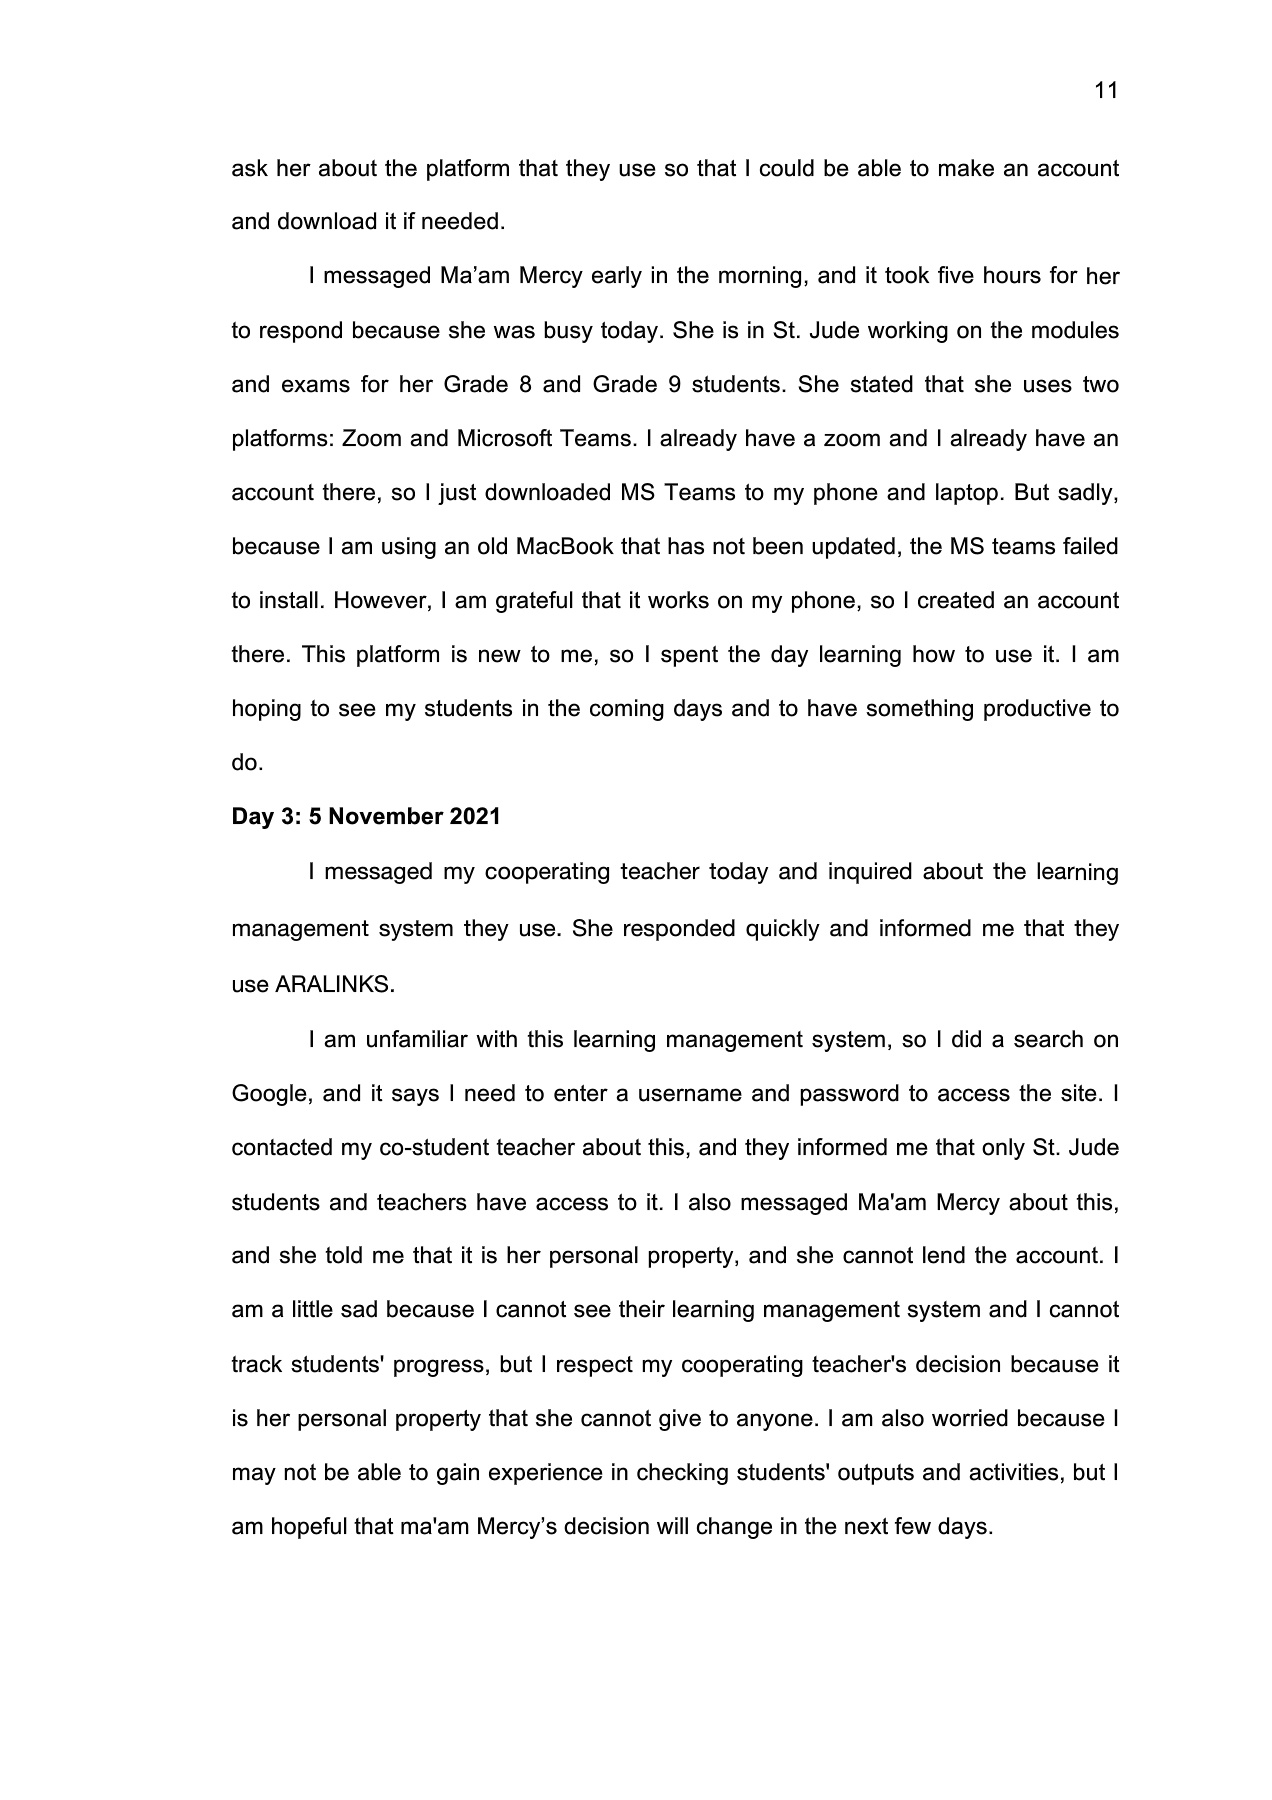 11
ask her about the platform that they use so that I could be able to make an account
and download it if needed.
I messaged Ma’am Mercy early in the morning, and it took five hours for her
to respond because she was busy today. She is in St. Jude working on the modules
and exams for her Grade 8 and Grade 9 students. She stated that she uses two
platforms: Zoom and Microsoft Teams. I already have a zoom and I already have an
account there, so I just downloaded MS Teams to my phone and laptop. But sadly,
because I am using an old MacBook that has not been updated, the MS teams failed
to install. However, I am grateful that it works on my phone, so I created an account
there. This platform is new to me, so I spent the day learning how to use it. I am
hoping to see my students in the coming days and to have something productive to
do.
Day 3: 5 November 2021
I messaged my cooperating teacher today and inquired about the learning
management system they use. She responded quickly and informed me that they
use ARALINKS.
I am unfamiliar with this learning management system, so I did a search on
Google, and it says I need to enter a username and password to access the site. I
contacted my co-student teacher about this, and they informed me that only St. Jude
students and teachers have access to it. I also messaged Ma'am Mercy about this,
and she told me that it is her personal property, and she cannot lend the account. I
am a little sad because I cannot see their learning management system and I cannot
track students' progress, but I respect my cooperating teacher's decision because it
is her personal property that she cannot give to anyone. I am also worried because I
may not be able to gain experience in checking students' outputs and activities, but I
am hopeful that ma'am Mercy’s decision will change in the next few days.